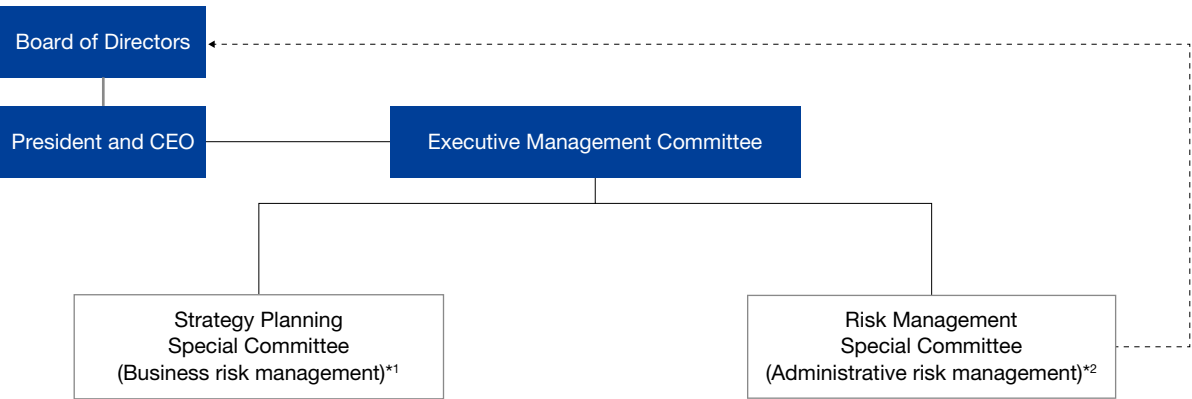 Board of Directors
President and CEO
Executive Management Committee
Strategy Planning
Special Committee
(Business risk management)*1
Risk Management
Special Committee
(Administrative risk management)*2